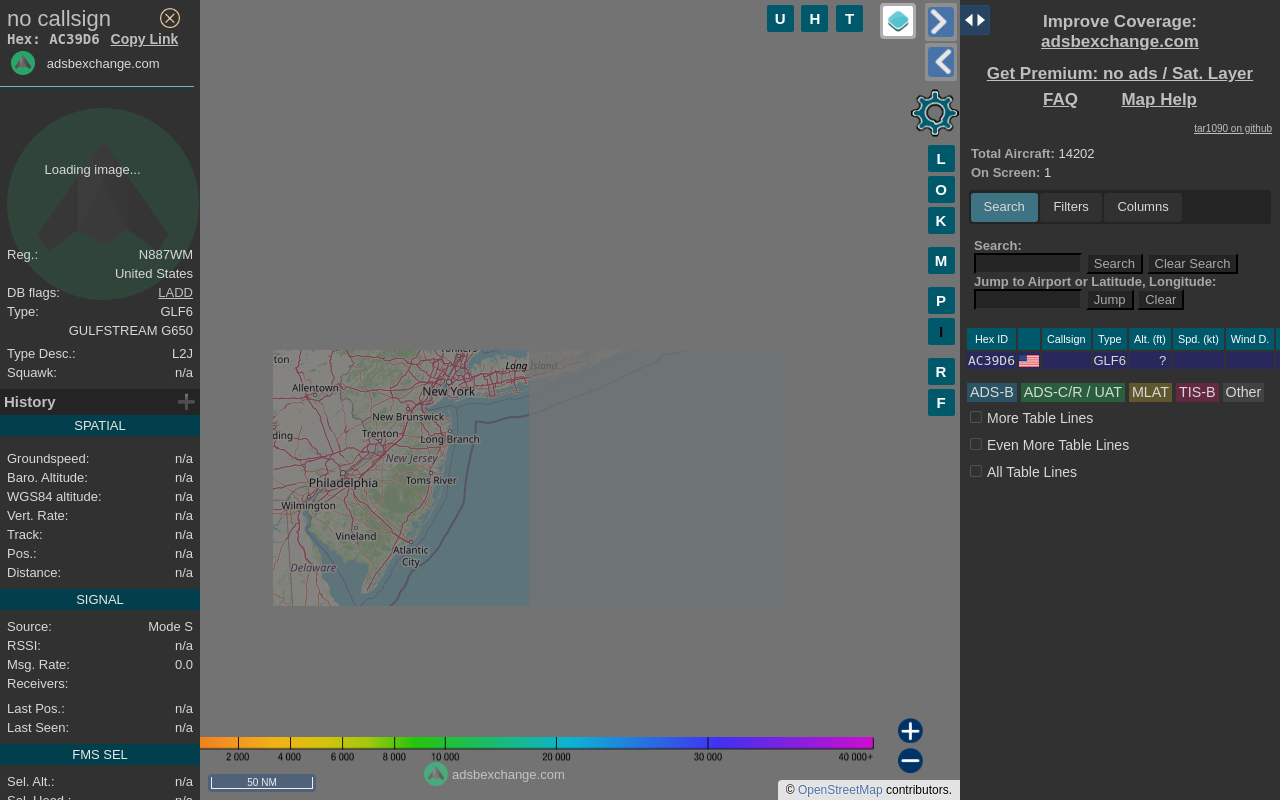 no callsign
Hex: AC39D6 Copy Link
adsbexchange.com
Loading image...
Reg.: N887WM
United States
DB flags: LADD
Type: GLF6
GULFSTREAM G650
Type Desc.: L2J
Squawk: n/a
History
SPATIAL
Groundspeed: n/a
Baro. Altitude: n/a
WGS84 altitude: n/a
Vert. Rate: n/a
Track: n/a
Pos.: n/a
Distance: n/a
SIGNAL
Source: Mode S
RSSI: n/a
Msg. Rate: 0.0
Receivers:
Last Pos.: n/a
Last Seen: n/a
FMS SEL
Sel. Alt.: n/a
Sel. Head.: n/a
U H T
L
O
K
M
P
I
R
F
ton
Long Island
Allentown
New York
New Brunswick
ding
Trenton
Long Branch
New Jersey
Philadelphia
Toms River
Wilmington
Vineland
Atlantic
City
Delaware
2 000 4 000 6 000 8 000 10 000 20 000 30 000 40 000+
50 NM
adsbexchange.com
© OpenStreetMap contributors.
Improve Coverage:
adsbexchange.com
Get Premium: no ads / Sat. Layer
FAQ Map Help
tar1090 on github
Total Aircraft: 14202
On Screen: 1
Search Filters Columns
Search:
Search Clear Search
Jump to Airport or Latitude, Longitude:
Jump Clear
Hex ID Callsign Type Alt. (ft) Spd. (kt) Wind D.
AC39D6 GLF6 ?
ADS-B ADS-C/R / UAT MLAT TIS-B Other
More Table Lines
Even More Table Lines
All Table Lines